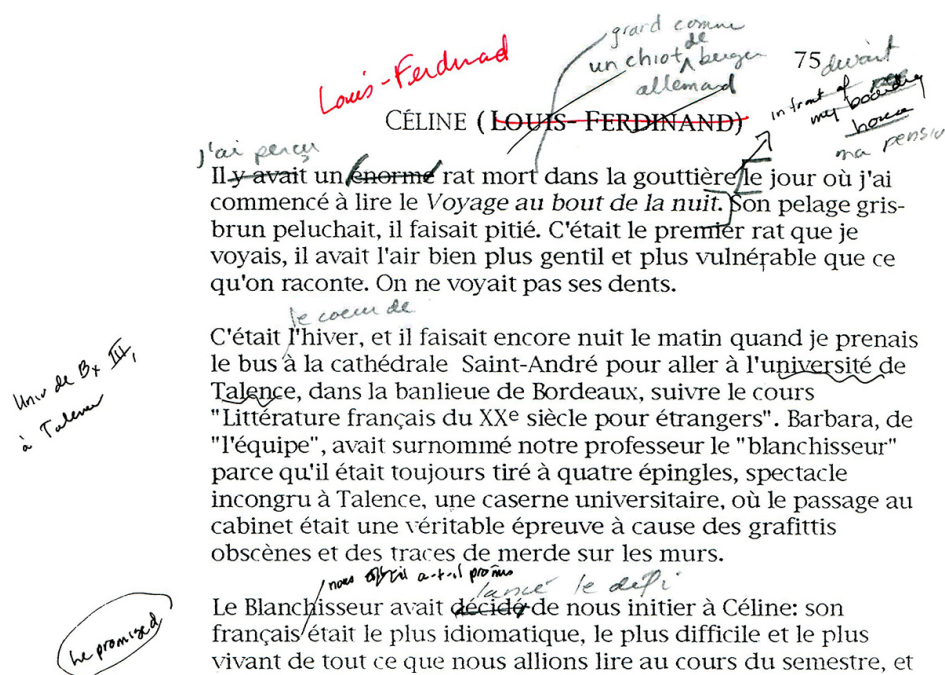 grand comme
Louis-Ferdnad
un chiot de berger
75 devant
allemand
in front of
my boarding
house
CÉLINE (LOUIS- FERDINAND)
ma pension
j'ai perçu
Il y avait un énorme rat mort dans la gouttière le jour où j'ai
commencé à lire le Voyage au bout de la nuit. Son pelage gris-
brun peluchait, il faisait pitié. C'était le premier rat que je
voyais, il avait l'air bien plus gentil et plus vulnérable que ce
qu'on raconte. On ne voyait pas ses dents.
le coeur de
C'était l'hiver, et il faisait encore nuit le matin quand je prenais
le bus à la cathédrale Saint-André pour aller à l'université de
Univ de Bx III,
à Talence
Talence, dans la banlieue de Bordeaux, suivre le cours
"Littérature français du XXe siècle pour étrangers". Barbara, de
"l'équipe", avait surnommé notre professeur le "blanchisseur"
parce qu'il était toujours tiré à quatre épingles, spectacle
incongru à Talence, une caserne universitaire, où le passage au
cabinet était une véritable épreuve à cause des grafittis
obscènes et des traces de merde sur les murs.
nous a-t-il promis
lancé le défi
Le Blanchisseur avait décidé de nous initier à Céline: son
he promised
français était le plus idiomatique, le plus difficile et le plus
vivant de tout ce que nous allions lire au cours du semestre, et